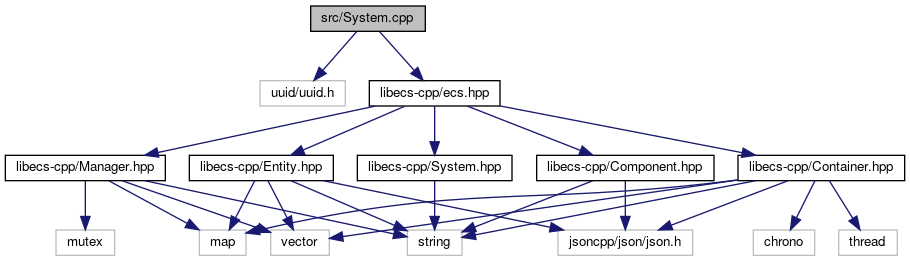 src/System.cpp
uuid/uuid.h
libecs-cpp/ecs.hpp
libecs-cpp/Manager.hpp
libecs-cpp/Entity.hpp
libecs-cpp/System.hpp
libecs-cpp/Component.hpp
libecs-cpp/Container.hpp
mutex
map
vector
string
jsoncpp/json/json.h
chrono
thread